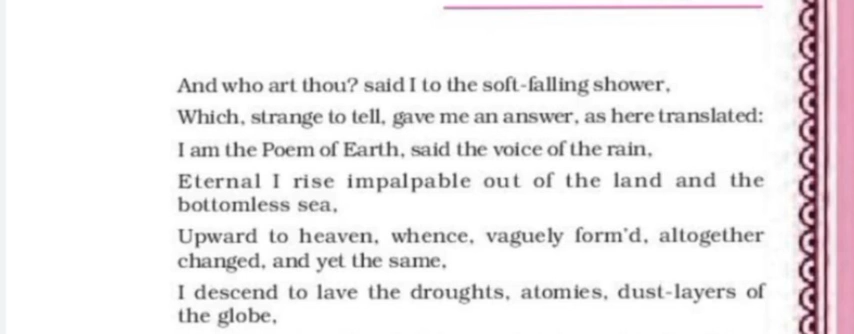 And who art thou? said I to the soft-falling shower,
Which, strange to tell, gave me an answer, as here translated:
I am the Poem of Earth, said the voice of the rain,
Eternal I rise impalpable out of the land and the
bottomless sea,
Upward to heaven, whence, vaguely form'd, altogether
changed, and yet the same,
I descend to lave the droughts, atomies, dust-layers of
the globe,